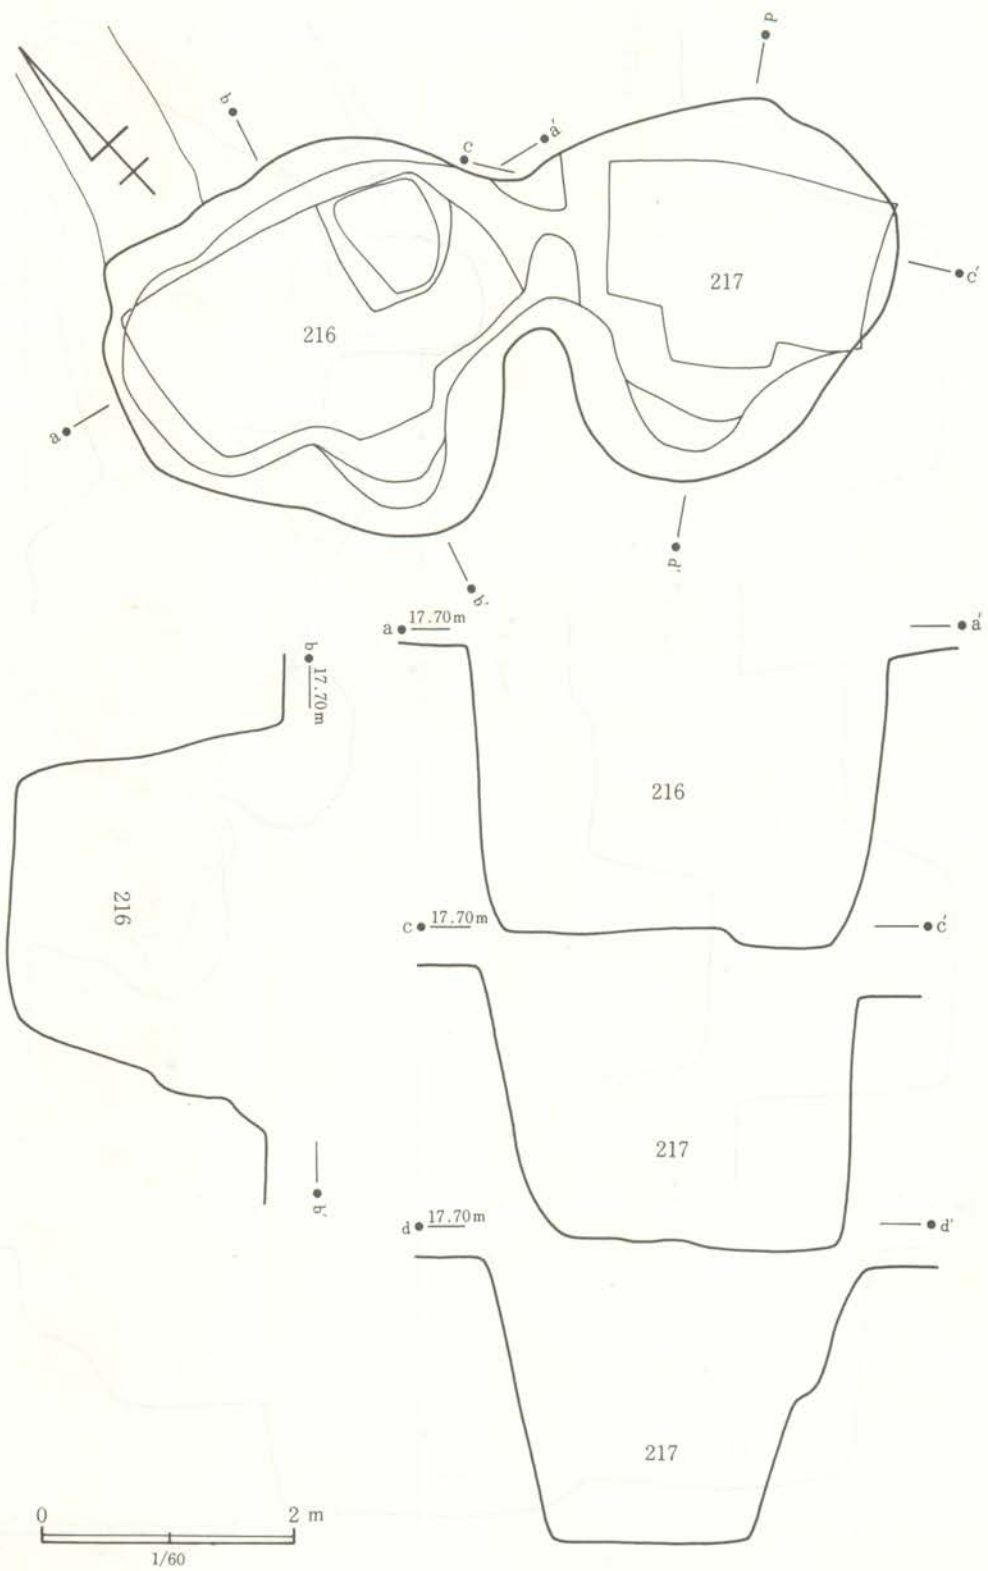 d
b
c
a′
c′
217
216
a
d′
b′
a 17.70m
a′
b
17.70m
216
216
c 17.70m
c′
217
d 17.70m
d′
b′
217
0 2 m
1/60